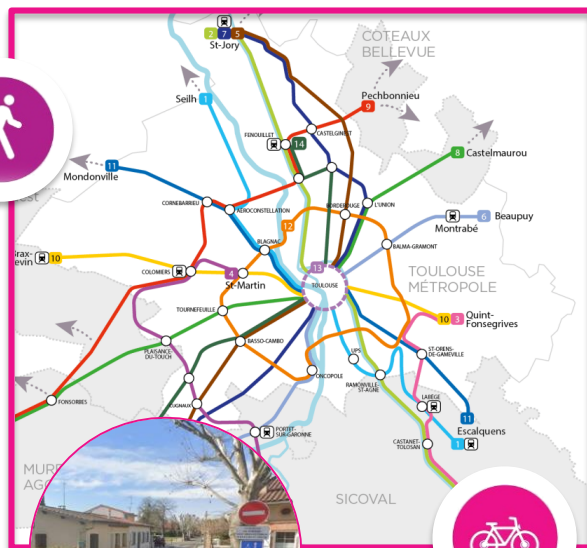 COTEAUX
BELLEVUE
2 7 5
St-Jory
Seilh 1
Pechbonnieu
9
FENOUILLET
14
CASTELGINEST
11
Mondonville
8 Castelmaurou
CORNEBARRIEU
AÉROCONSTELLATION
BORDEROUGE
L'UNION
12
6 Beaupuy
Montrabé
BLAGNAC
BALMA-GRAMONT
10
COLOMIERS
4
St-Martin
13
TOULOUSE
TOULOUSE
MÉTROPOLE
TOURNEFEUILLE
10 3 Quint-
Fonsegrives
PLAISANCE-
DU-TOUCH
BASSO-CAMBO
UPS
ST-ORENS-
DE-GAMEVILLE
ONCOPOLE
RAMONVILLE-
ST-AGNE
FONSORBES
LABÈGE
11
Escalquens
PORTET
SUR-GARONNE
1
CASTANET-
TOLOSAN
SICOVAL